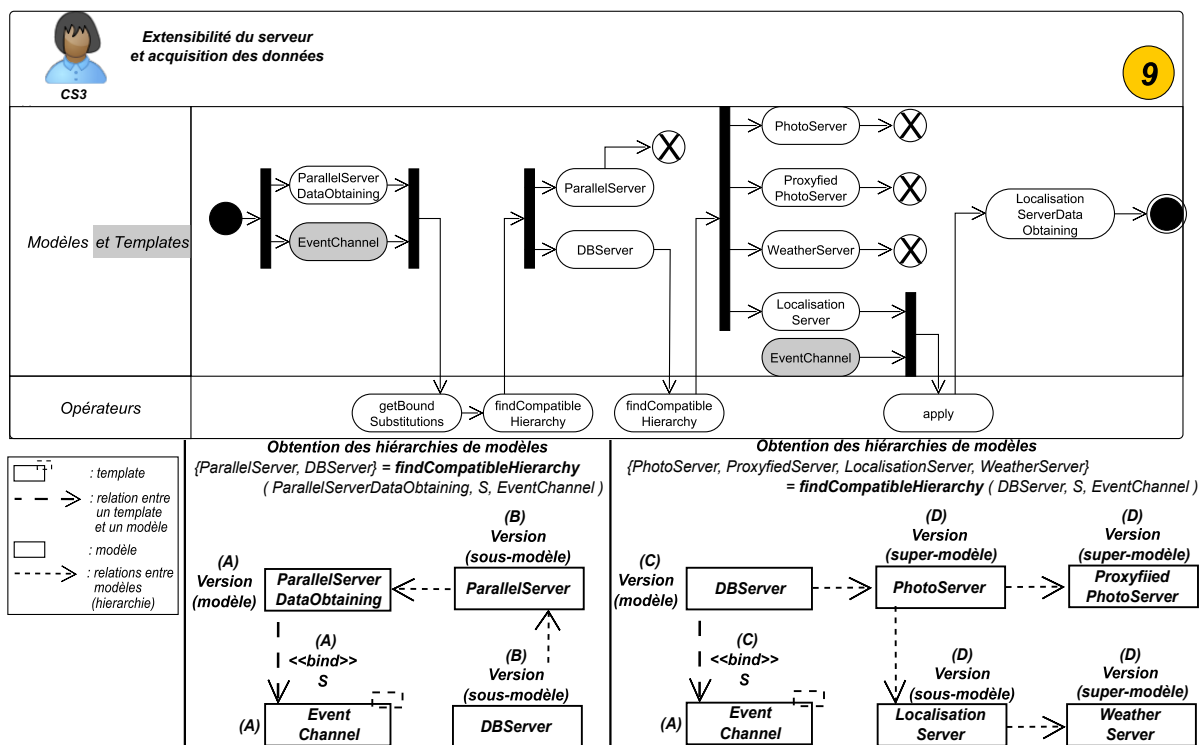 Extensibilité du serveur
et acquisition des données
CS3
9
Modèles et Templates
ParallelServer
DataObtaining
EventChannel
ParallelServer
DBServer
PhotoServer
Proxyfied
PhotoServer
WeatherServer
Localisation
Server
EventChannel
Localisation
ServerData
Obtaining
Opérateurs
getBound
Substitutions
findCompatible
Hierarchy
findCompatible
Hierarchy
apply
: template
: relation entre
un template
et un modèle
: modèle
: relations entre
modèles
(hierarchie)
Obtention des hiérarchies de modèles
{ParallelServer, DBServer} = findCompatibleHierarchy
( ParallelServerDataObtaining, S, EventChannel )
(A)
Version
(modèle)
ParallelServer
DataObtaining
(B)
Version
(sous-modèle)
ParallelServer
(A)
<<bind>>
S
(B)
Version
(sous-modèle)
(A)
Event
Channel
DBServer
Obtention des hiérarchies de modèles
{PhotoServer, ProxyfiedServer, LocalisationServer, WeatherServer}
= findCompatibleHierarchy ( DBServer, S, EventChannel )
(C)
Version
(modèle)
DBServer
(D)
Version
(super-modèle)
PhotoServer
(D)
Version
(super-modèle)
Proxyfiied
PhotoServer
(C)
<<bind>>
S
(D)
Version
(sous-modèle)
(D)
Version
(super-modèle)
(A)
Event
Channel
Localisation
Server
Weather
Server